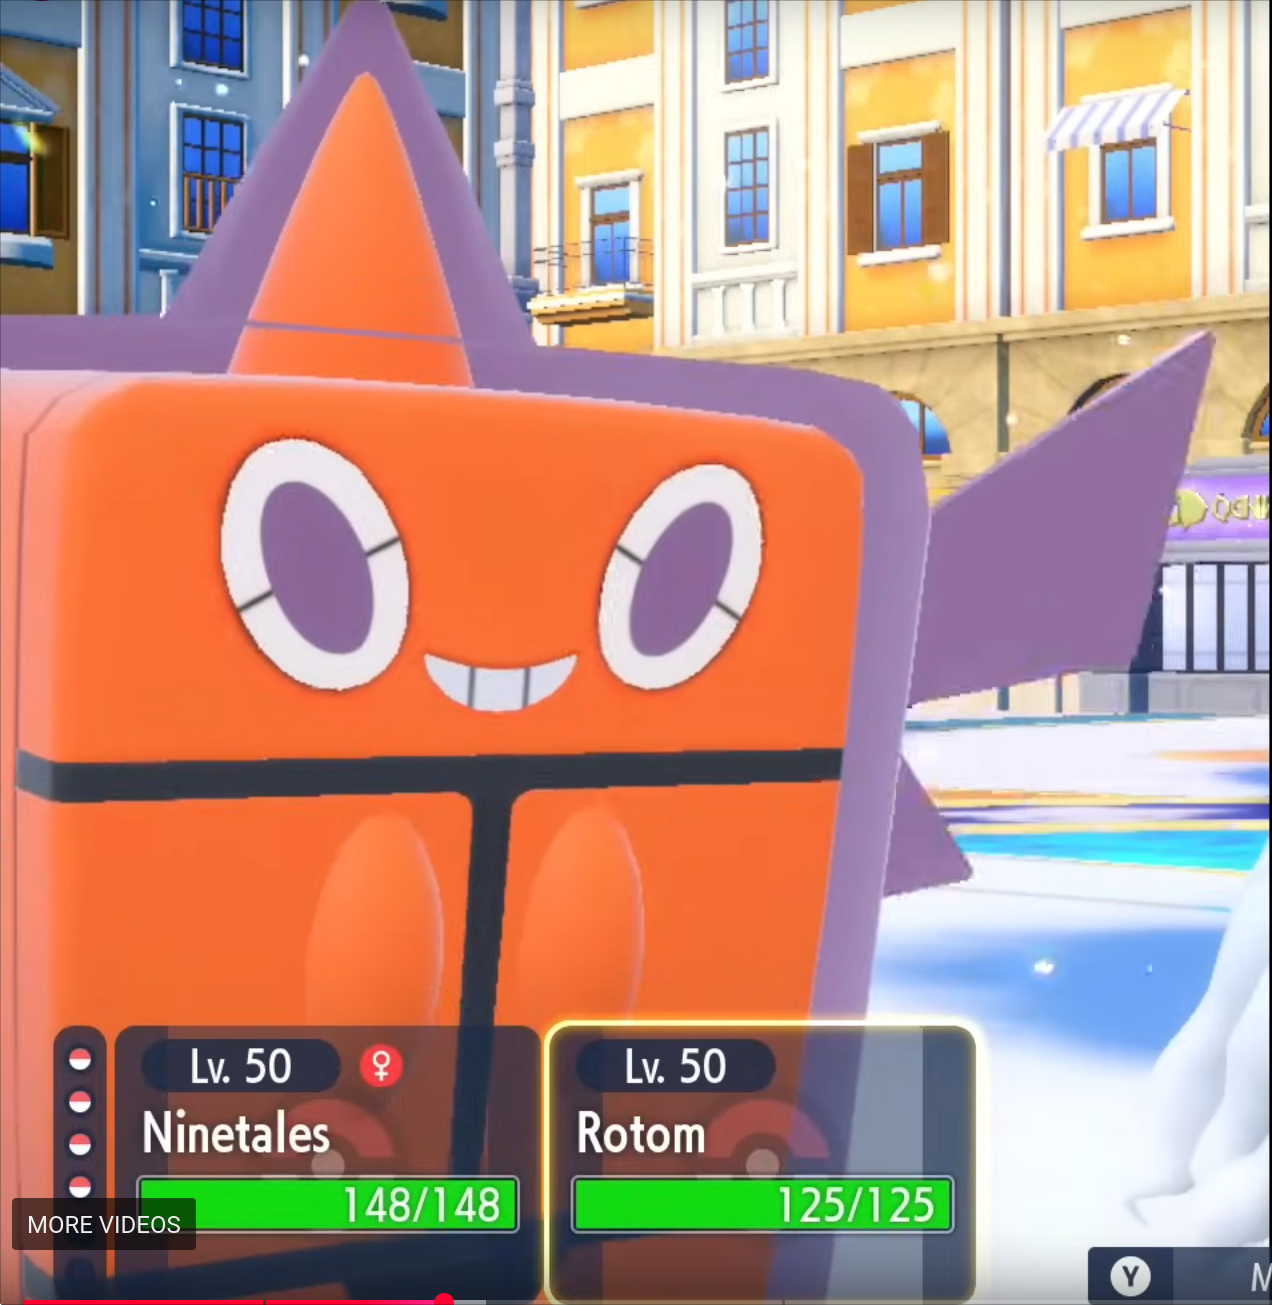 Lv. 50 ♀
Ninetales
148/148
Lv. 50
Rotom
125/125
MORE VIDEOS
Y